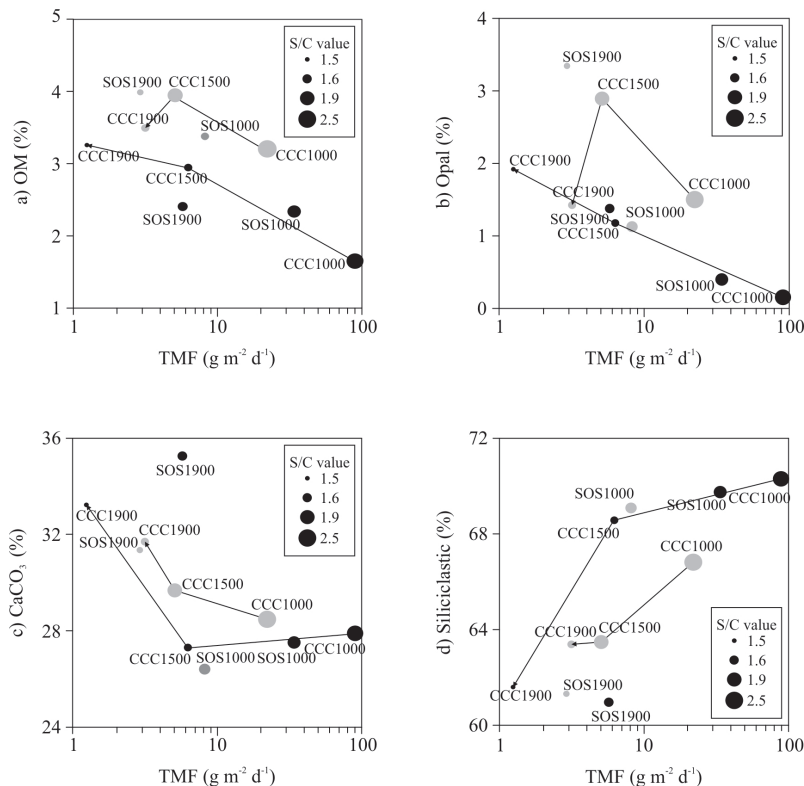 5
4
3
2
1
a) OM (%)
S/C value
1.5
1.6
1.9
2.5
SOS1900
CCC1500
CCC1900
SOS1000
CCC1000
CCC1900
CCC1500
SOS1900
SOS1000
CCC1000
1
10
100
TMF (g m⁻² d⁻¹)
4
3
2
1
0
b) Opal (%)
S/C value
1.5
1.6
1.9
2.5
SOS1900
CCC1500
CCC1900
CCC1900
CCC1000
SOS1900
SOS1000
CCC1500
SOS1000
CCC1000
1
10
100
TMF (g m⁻² d⁻¹)
36
32
28
24
c) CaCO₃ (%)
S/C value
1.5
1.6
1.9
2.5
SOS1900
CCC1900
CCC1900
SOS1900
CCC1500
CCC1000
CCC1500
SOS1000
SOS1000
CCC1000
1
10
100
TMF (g m⁻² d⁻¹)
72
68
64
60
d) Siliciclastic (%)
SOS1000
SOS1000
CCC1000
CCC1500
CCC1000
CCC1900
CCC1500
CCC1900
SOS1900
SOS1900
S/C value
1.5
1.6
1.9
2.5
1
10
100
TMF (g m⁻² d⁻¹)